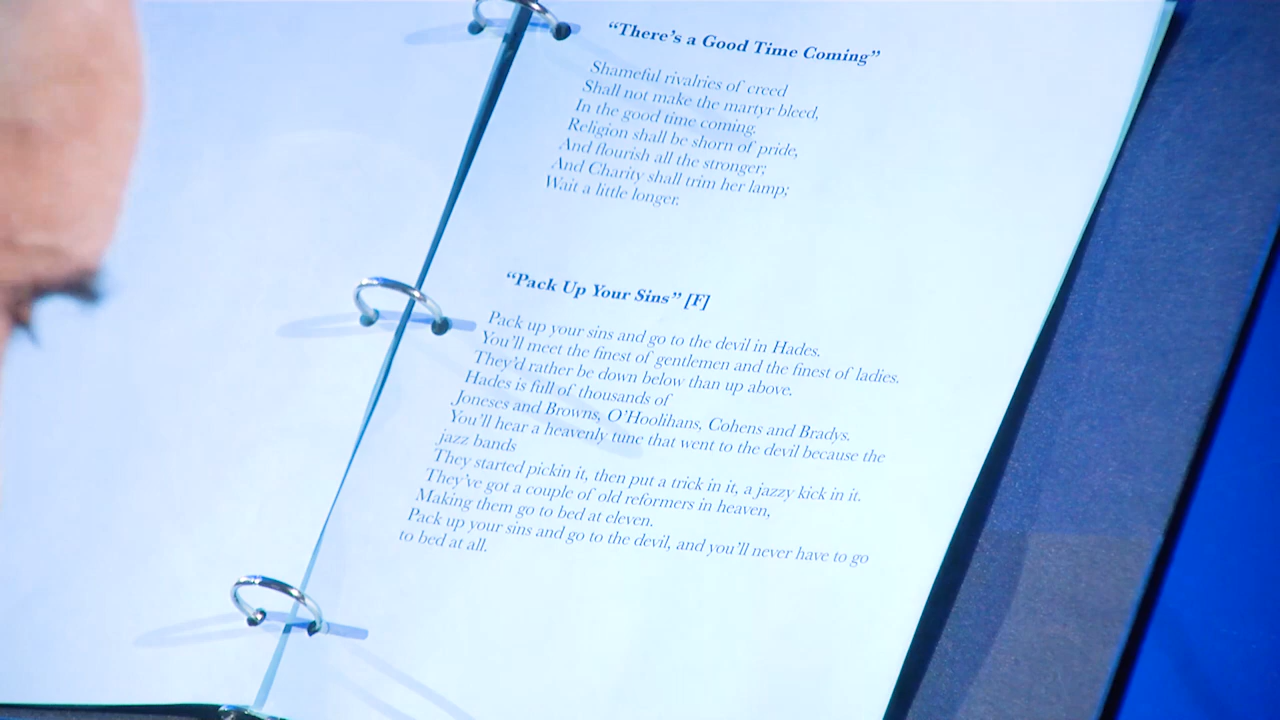 “There’s a Good Time Coming”
Shameful rivalries of creed
Shall not make the martyr bleed,
In the good time coming.
Religion shall be shorn of pride,
And flourish all the stronger;
And Charity shall trim her lamp;
Wait a little longer.
“Pack Up Your Sins” [F]
Pack up your sins and go to the devil in Hades.
You’ll meet the finest of gentlemen and the finest of ladies.
They’d rather be down below than up above.
Hades is full of thousands of
Joneses and Browns, O’Hoolihans, Cohens and Bradys.
You’ll hear a heavenly tune that went to the devil because the
jazz bands
They started pickin it, then put a trick in it, a jazzy kick in it.
They’ve got a couple of old reformers in heaven,
Making them go to bed at eleven.
Pack up your sins and go to the devil, and you’ll never have to go
to bed at all.